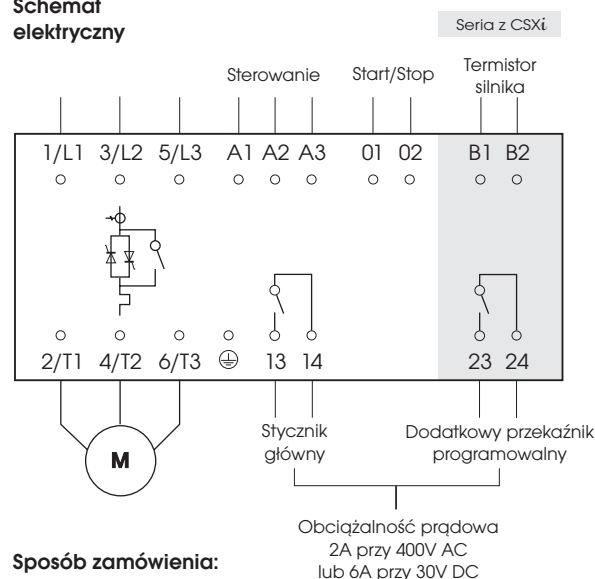 Schemat
elektryczny
Seria z CSXi
Sterowanie
Start/Stop
Termistor
silnika
1/L1 3/L2 5/L3 A1 A2 A3 01 02 B1 B2
2/T1 4/T2 6/T3 13 14 23 24
M
Stycznik
główny
Dodatkowy przekaźnik
programowalny
Obciążalność prądowa
2A przy 400V AC
lub 6A przy 30V DC
Sposób zamówienia: